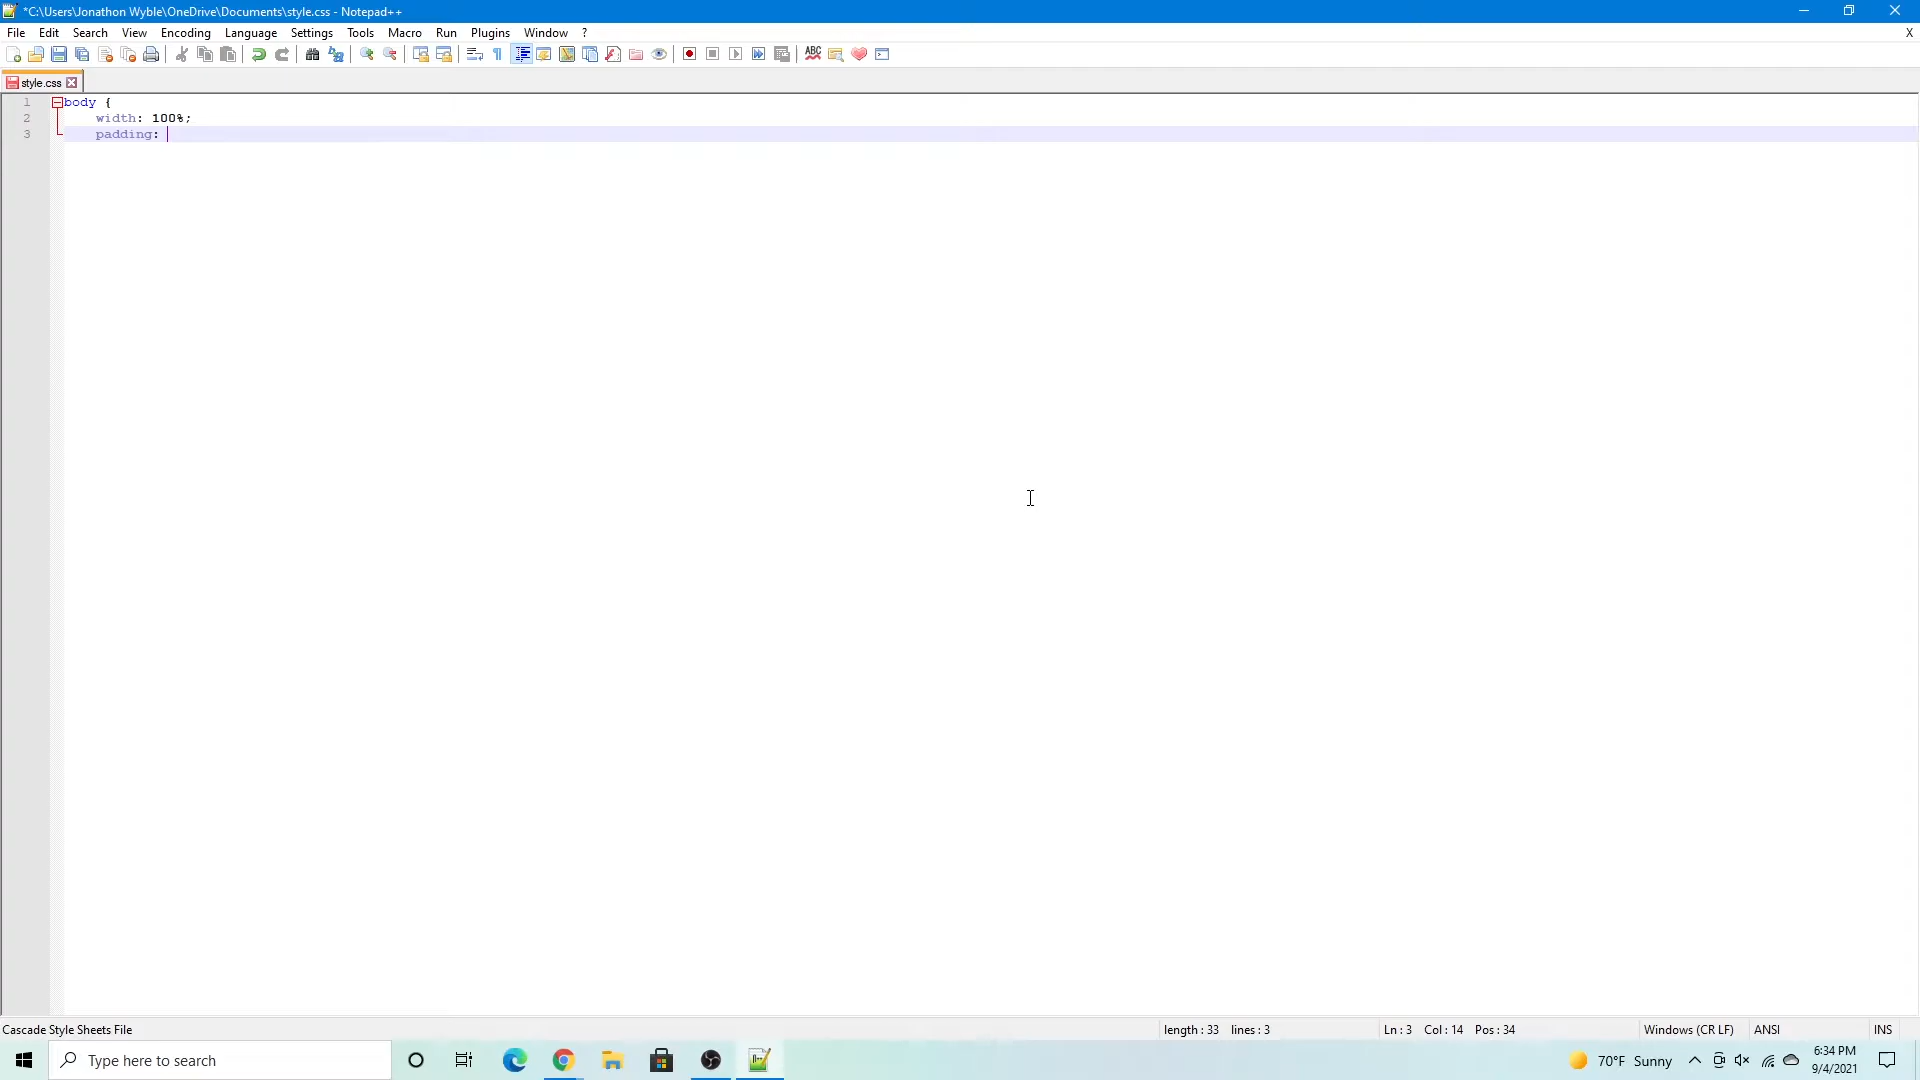 *C:\Users\Jonathon Wyble\OneDrive\Documents\style.css - Notepad++
File Edit Search View Encoding Language Settings Tools Macro Run Plugins Window ? X
ABC
style.css
1 body {
2 width: 100%;
3 padding:
Cascade Style Sheets File length : 33 lines : 3 Ln : 3 Col : 14 Pos : 34 Windows (CR LF) ANSI INS
Type here to search 70°F Sunny 6:34 PM
9/4/2021